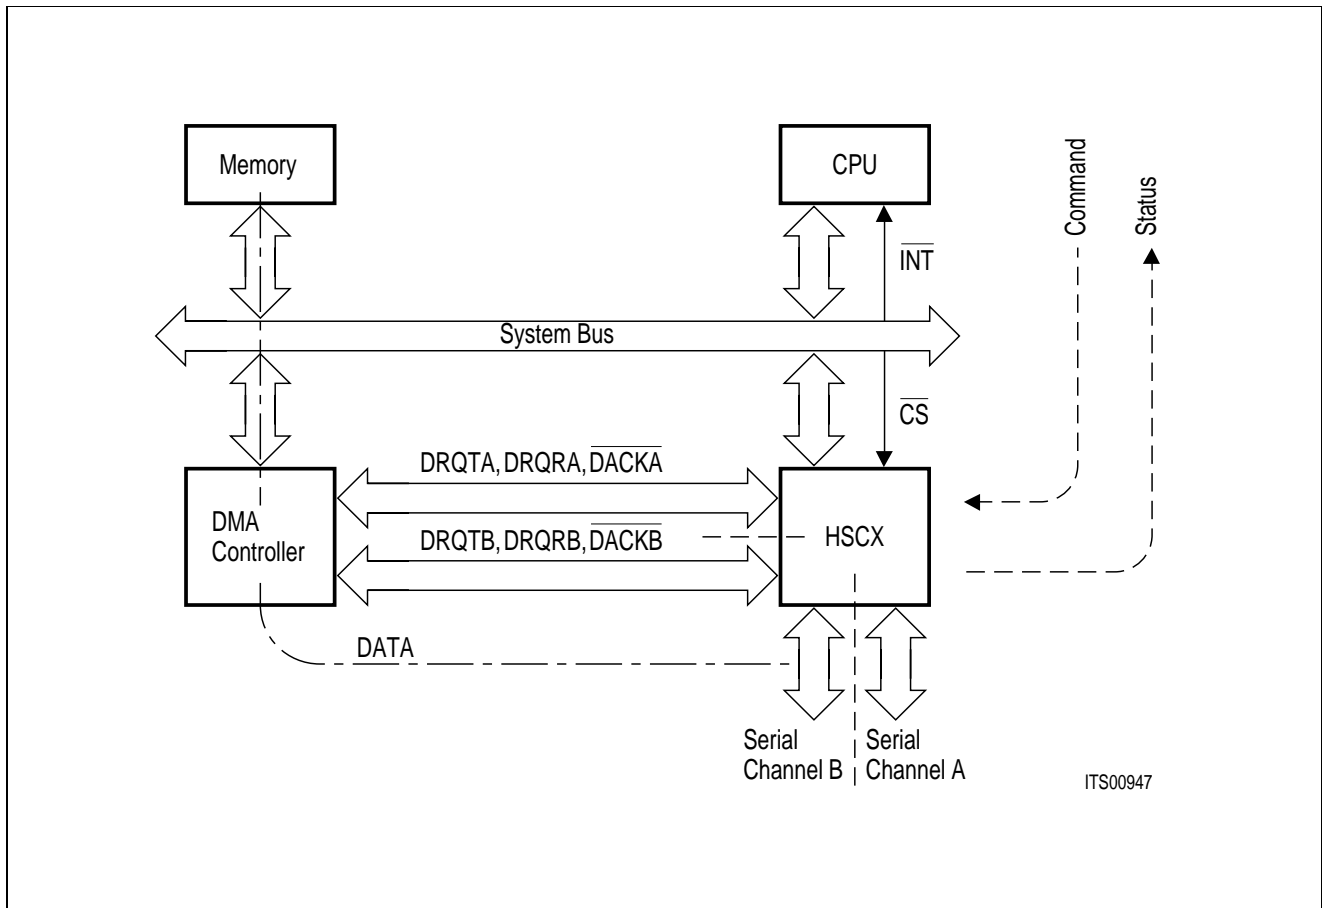 Memory
CPU
Command
Status
INT
System Bus
CS
DRQTA, DRQRA, DACKA
DMA
Controller
DRQTB, DRQRB, DACKB
HSCX
DATA
Serial
Channel B
Serial
Channel A
ITS00947